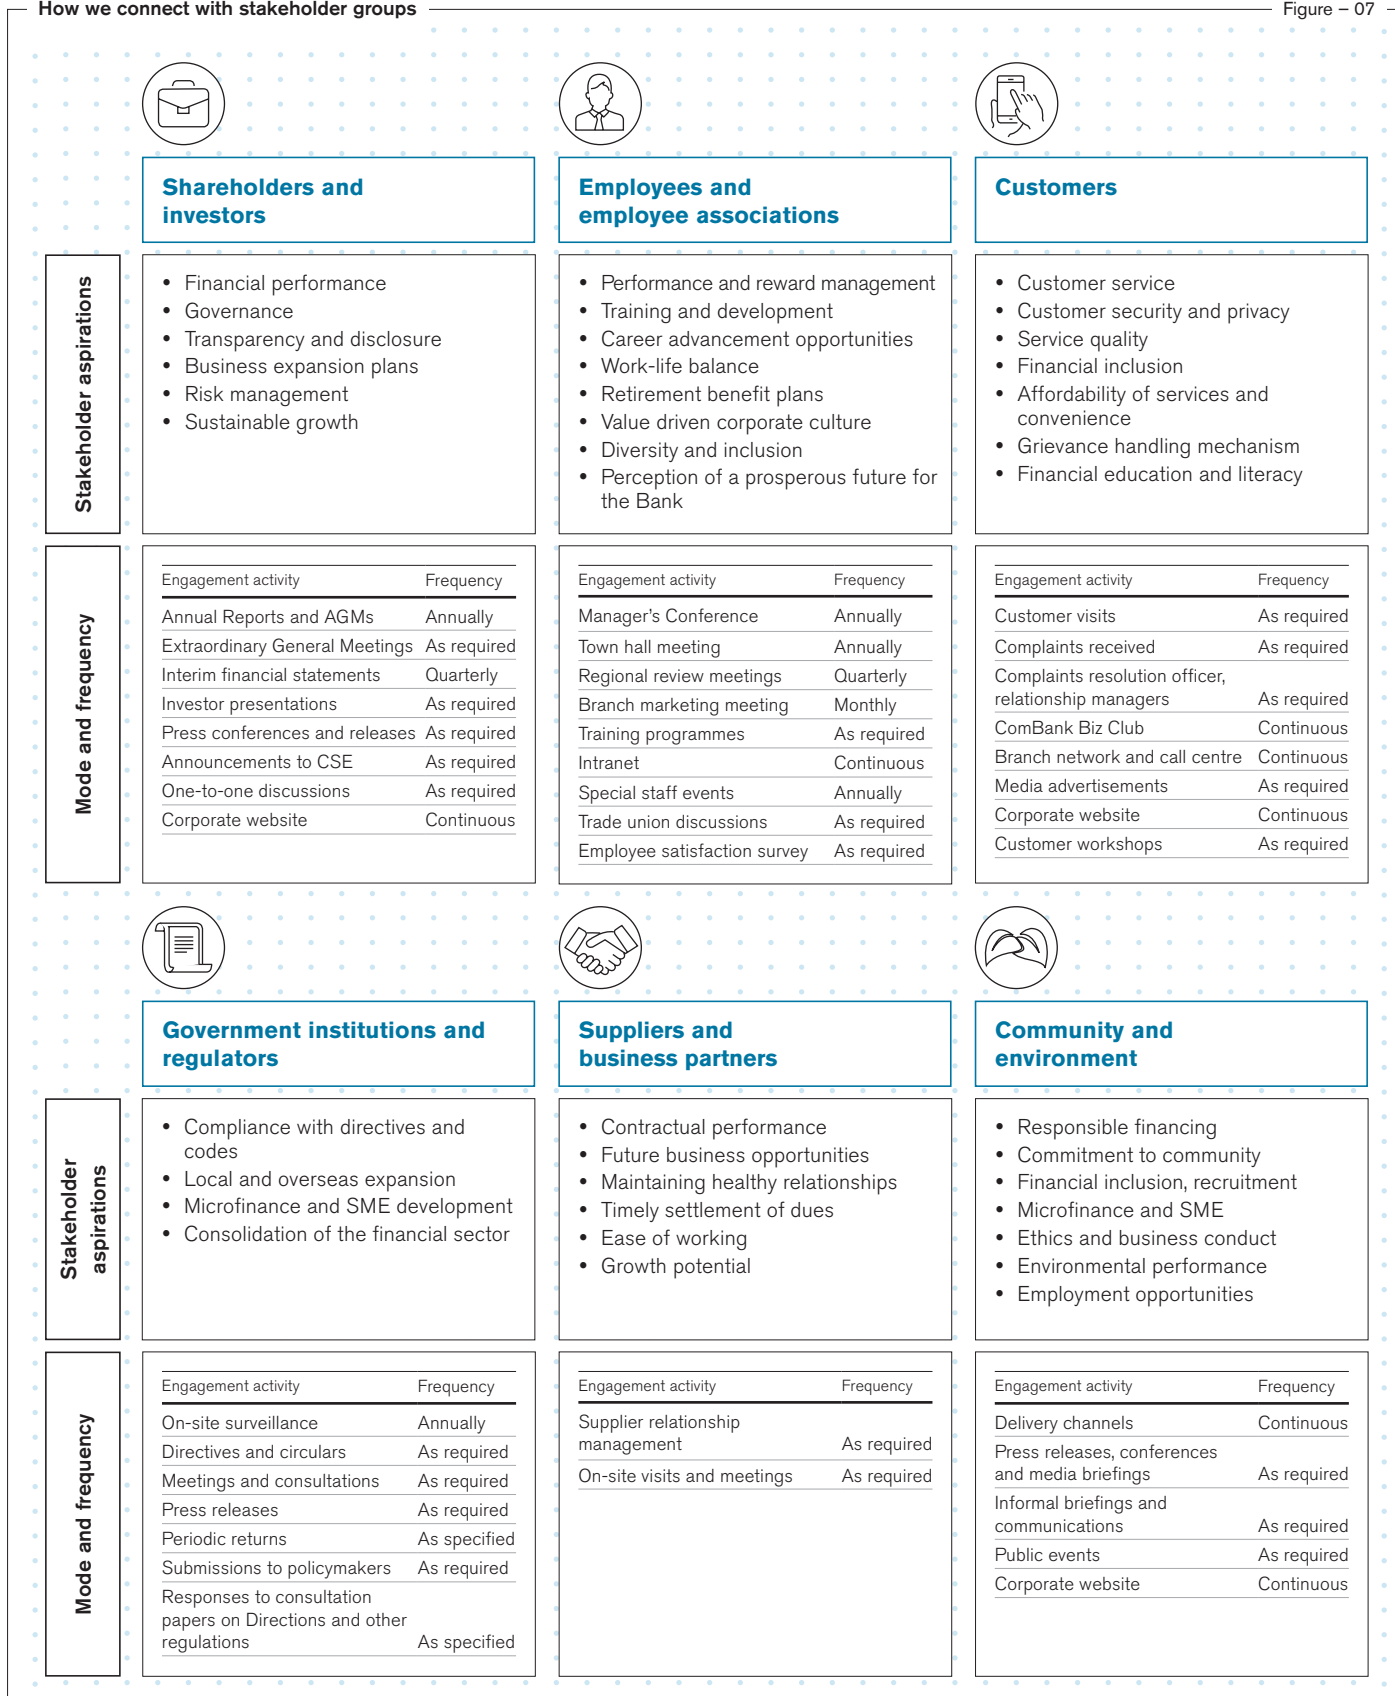 How we connect with stakeholder groups
Figure – 07
Shareholders and
investors
Employees and
employee associations
Customers
Stakeholder aspirations
• Financial performance
• Governance
• Transparency and disclosure
• Business expansion plans
• Risk management
• Sustainable growth
• Performance and reward management
• Training and development
• Career advancement opportunities
• Work-life balance
• Retirement benefit plans
• Value driven corporate culture
• Diversity and inclusion
• Perception of a prosperous future for
the Bank
• Customer service
• Customer security and privacy
• Service quality
• Financial inclusion
• Affordability of services and
convenience
• Grievance handling mechanism
• Financial education and literacy
Mode and frequency
Engagement activity Frequency
Annual Reports and AGMs Annually
Extraordinary General Meetings As required
Interim financial statements Quarterly
Investor presentations As required
Press conferences and releases As required
Announcements to CSE As required
One-to-one discussions As required
Corporate website Continuous
Engagement activity Frequency
Manager's Conference Annually
Town hall meeting Annually
Regional review meetings Quarterly
Branch marketing meeting Monthly
Training programmes As required
Intranet Continuous
Special staff events Annually
Trade union discussions As required
Employee satisfaction survey As required
Engagement activity Frequency
Customer visits As required
Complaints received As required
Complaints resolution officer,
relationship managers As required
ComBank Biz Club Continuous
Branch network and call centre Continuous
Media advertisements As required
Corporate website Continuous
Customer workshops As required
Government institutions and
regulators
Suppliers and
business partners
Community and
environment
Stakeholder
aspirations
• Compliance with directives and
codes
• Local and overseas expansion
• Microfinance and SME development
• Consolidation of the financial sector
• Contractual performance
• Future business opportunities
• Maintaining healthy relationships
• Timely settlement of dues
• Ease of working
• Growth potential
• Responsible financing
• Commitment to community
• Financial inclusion, recruitment
• Microfinance and SME
• Ethics and business conduct
• Environmental performance
• Employment opportunities
Mode and frequency
Engagement activity Frequency
On-site surveillance Annually
Directives and circulars As required
Meetings and consultations As required
Press releases As required
Periodic returns As specified
Submissions to policymakers As required
Responses to consultation
papers on Directions and other
regulations As specified
Engagement activity Frequency
Supplier relationship
management As required
On-site visits and meetings As required
Engagement activity Frequency
Delivery channels Continuous
Press releases, conferences
and media briefings As required
Informal briefings and
communications As required
Public events As required
Corporate website Continuous